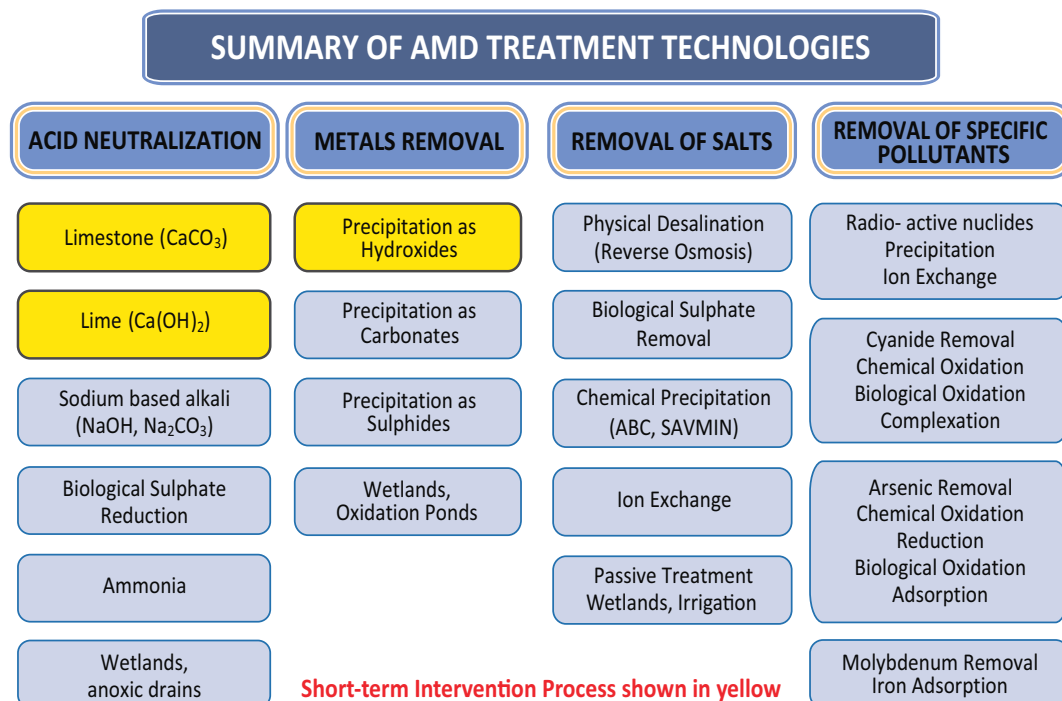 SUMMARY OF AMD TREATMENT TECHNOLOGIES
ACID NEUTRALIZATION
Limestone (CaCO₃)
Lime (Ca(OH)₂)
Sodium based alkali
(NaOH, Na₂CO₃)
Biological Sulphate
Reduction
Ammonia
Wetlands,
anoxic drains
METALS REMOVAL
Precipitation as
Hydroxides
Precipitation as
Carbonates
Precipitation as
Sulphides
Wetlands,
Oxidation Ponds
REMOVAL OF SALTS
Physical Desalination
(Reverse Osmosis)
Biological Sulphate
Removal
Chemical Precipitation
(ABC, SAVMIN)
Ion Exchange
Passive Treatment
Wetlands, Irrigation
REMOVAL OF SPECIFIC
POLLUTANTS
Radio- active nuclides
Precipitation
Ion Exchange
Cyanide Removal
Chemical Oxidation
Biological Oxidation
Complexation
Arsenic Removal
Chemical Oxidation
Reduction
Biological Oxidation
Adsorption
Molybdenum Removal
Iron Adsorption
Short-term Intervention Process shown in yellow